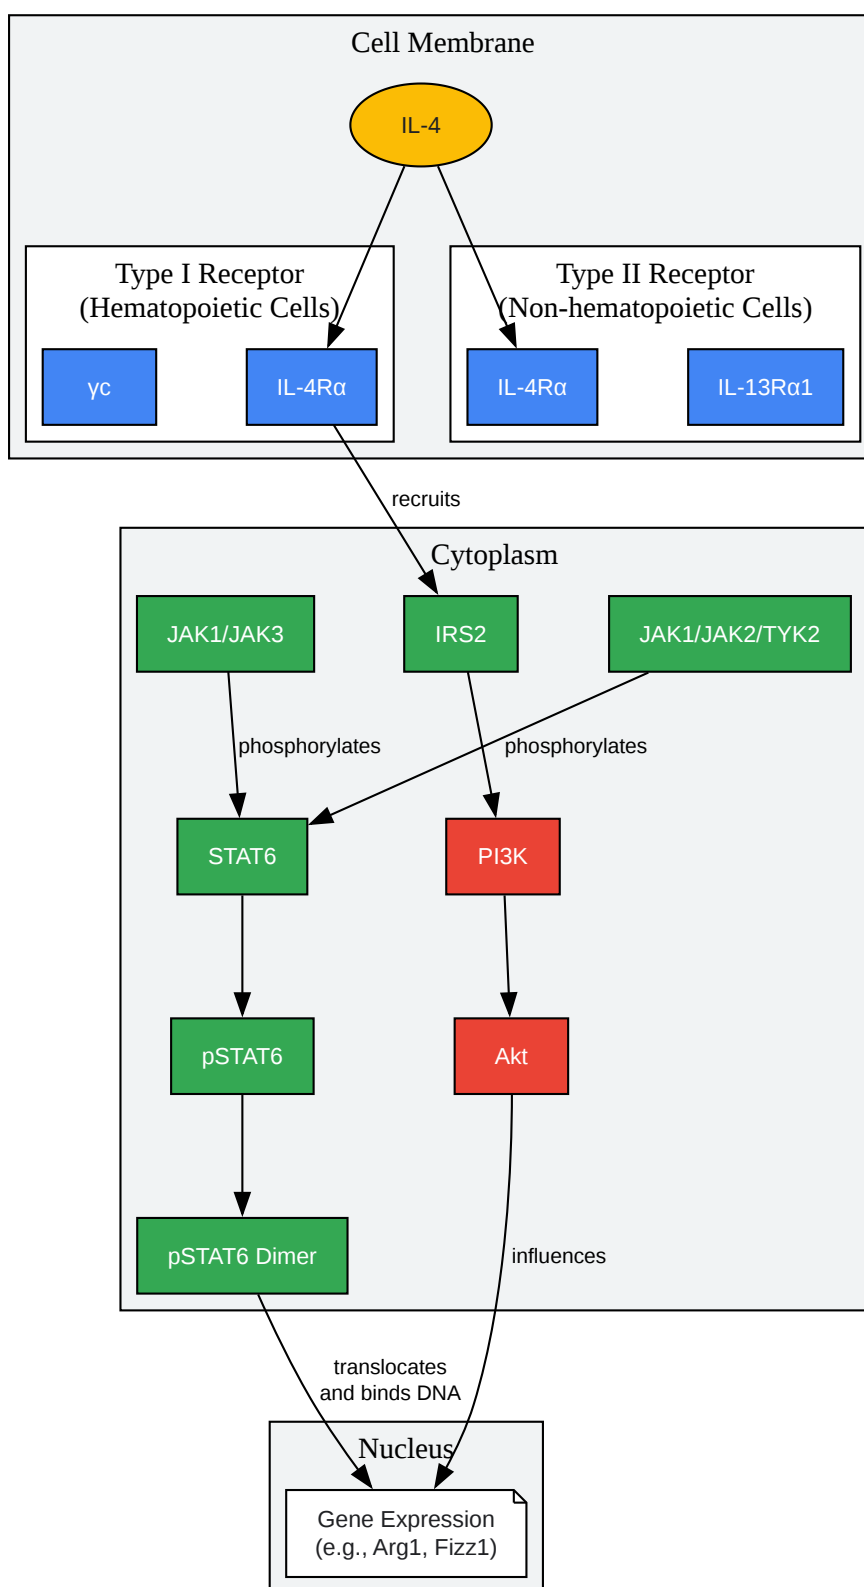 Cell Membrane
IL-4
Type I Receptor
(Hematopoietic Cells)
Type II Receptor
(Non-hematopoietic Cells)
γc
IL-4Rα
IL-4Rα
IL-13Rα1
recruits
Cytoplasm
JAK1/JAK3
IRS2
JAK1/JAK2/TYK2
phosphorylates
phosphorylates
STAT6
PI3K
pSTAT6
Akt
pSTAT6 Dimer
influences
translocates
and binds DNA
Nucleus
Gene Expression
(e.g., Arg1, Fizz1)